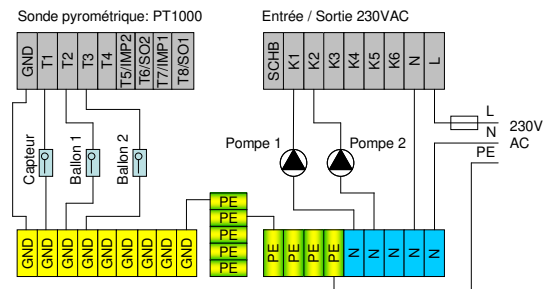 Sonde pyrométrique: PT1000
Entrée / Sortie 230VAC
GND
T1
T2
T3
T4
T5/IMP2
T6/SO2
T7/IMP1
T8/SO1
SCHB
K1
K2
K3
K4
K5
K6
N
L
L
N
PE
230V
AC
Capteur
Ballon 1
Ballon 2
Pompe 1
Pompe 2
PE
PE
PE
PE
PE
GND
GND
GND
GND
GND
GND
GND
GND
PE
PE
PE
PE
N
N
N
N
N